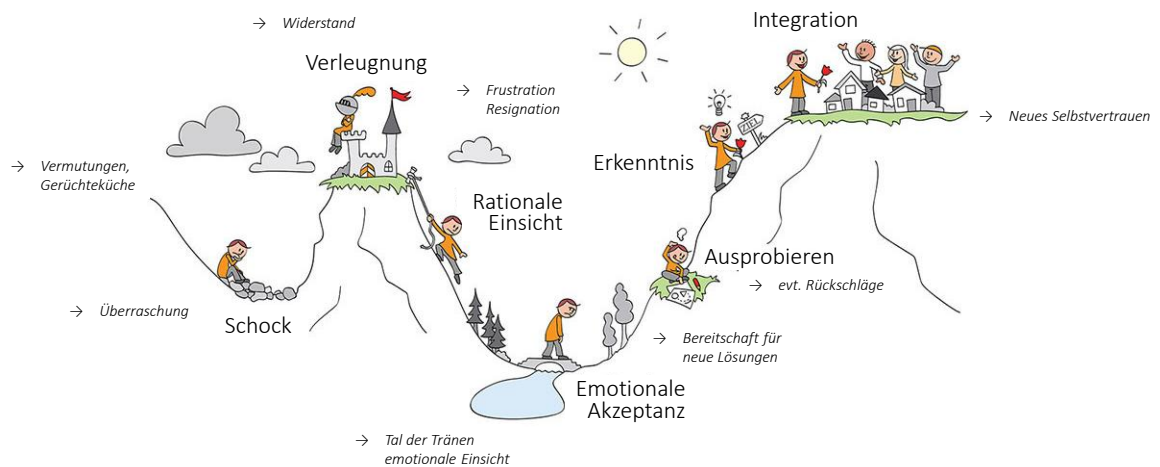 → Widerstand
Integration
Verleugnung
→ Frustration
Resignation
→ Neues Selbstvertrauen
ZIEL
Erkenntnis
→ Vermutungen,
Gerüchteküche
Rationale
Einsicht
Ausprobieren
→ evt. Rückschläge
→ Überraschung
Schock
→ Bereitschaft für
neue Lösungen
Emotionale
Akzeptanz
→ Tal der Tränen
emotionale Einsicht